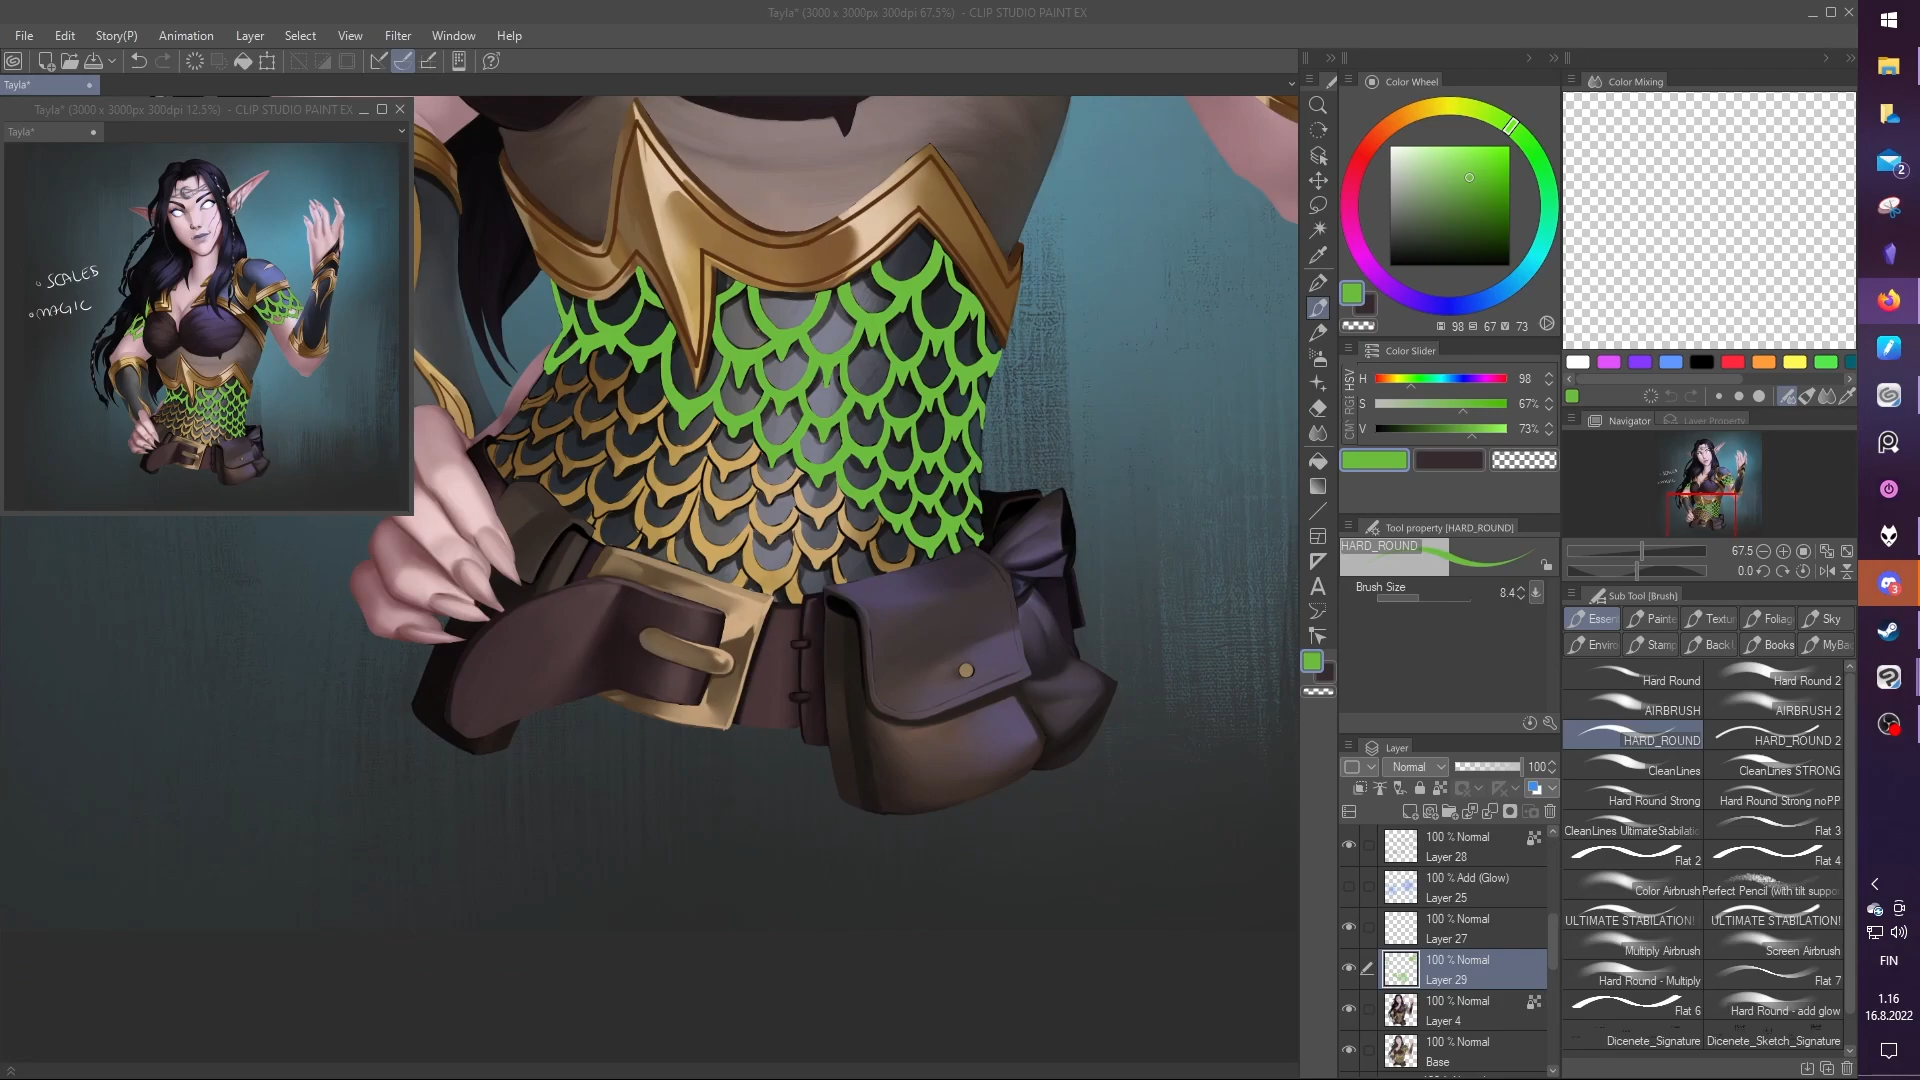 Tayla* (3000 x 3000px 300dpi 67.5%) - CLIP STUDIO PAINT EX
File Edit Story(P) Animation Layer Select View Filter Window Help
Tayla*
Tayla* (3000 x 3000px 300dpi 12.5%) - CLIP STUDIO PAINT EX
Tayla*
SCALES
MAGIC
Color Wheel
98 67 73
Color Slider
HSV
H 98
S 67%
V 73%
Tool property [HARD_ROUND]
HARD_ROUND
Brush Size 8.4
Layer
Normal 100
100 % Normal
Layer 28
100 % Add (Glow)
Layer 25
100 % Normal
Layer 27
100 % Normal
Layer 29
100 % Normal
Layer 4
100 % Normal
Base
Color Mixing
Navigator Layer Property
67.5
0.0
Sub Tool [Brush]
Essen Painte Textur Foliag Sky
Enviro Stamp Back Books MyBa
Hard Round Hard Round 2
AIRBRUSH AIRBRUSH 2
HARD_ROUND HARD_ROUND 2
CleanLines CleanLines STRONG
Hard Round Strong Hard Round Strong noPP
CleanLines UltimateStabilatic Flat 3
Flat 2 Flat 4
Color Airbrush Perfect Pencil (with tilt suppo
ULTIMATE STABILATION! ULTIMATE STABILATION!
Multiply Airbrush Screen Airbrush
Hard Round - Multiply Flat 7
Flat 6 Hard Round - add glow
Dicenete_Signature Dicenete_Sketch_Signature
2
3
FIN
1.16
16.8.2022